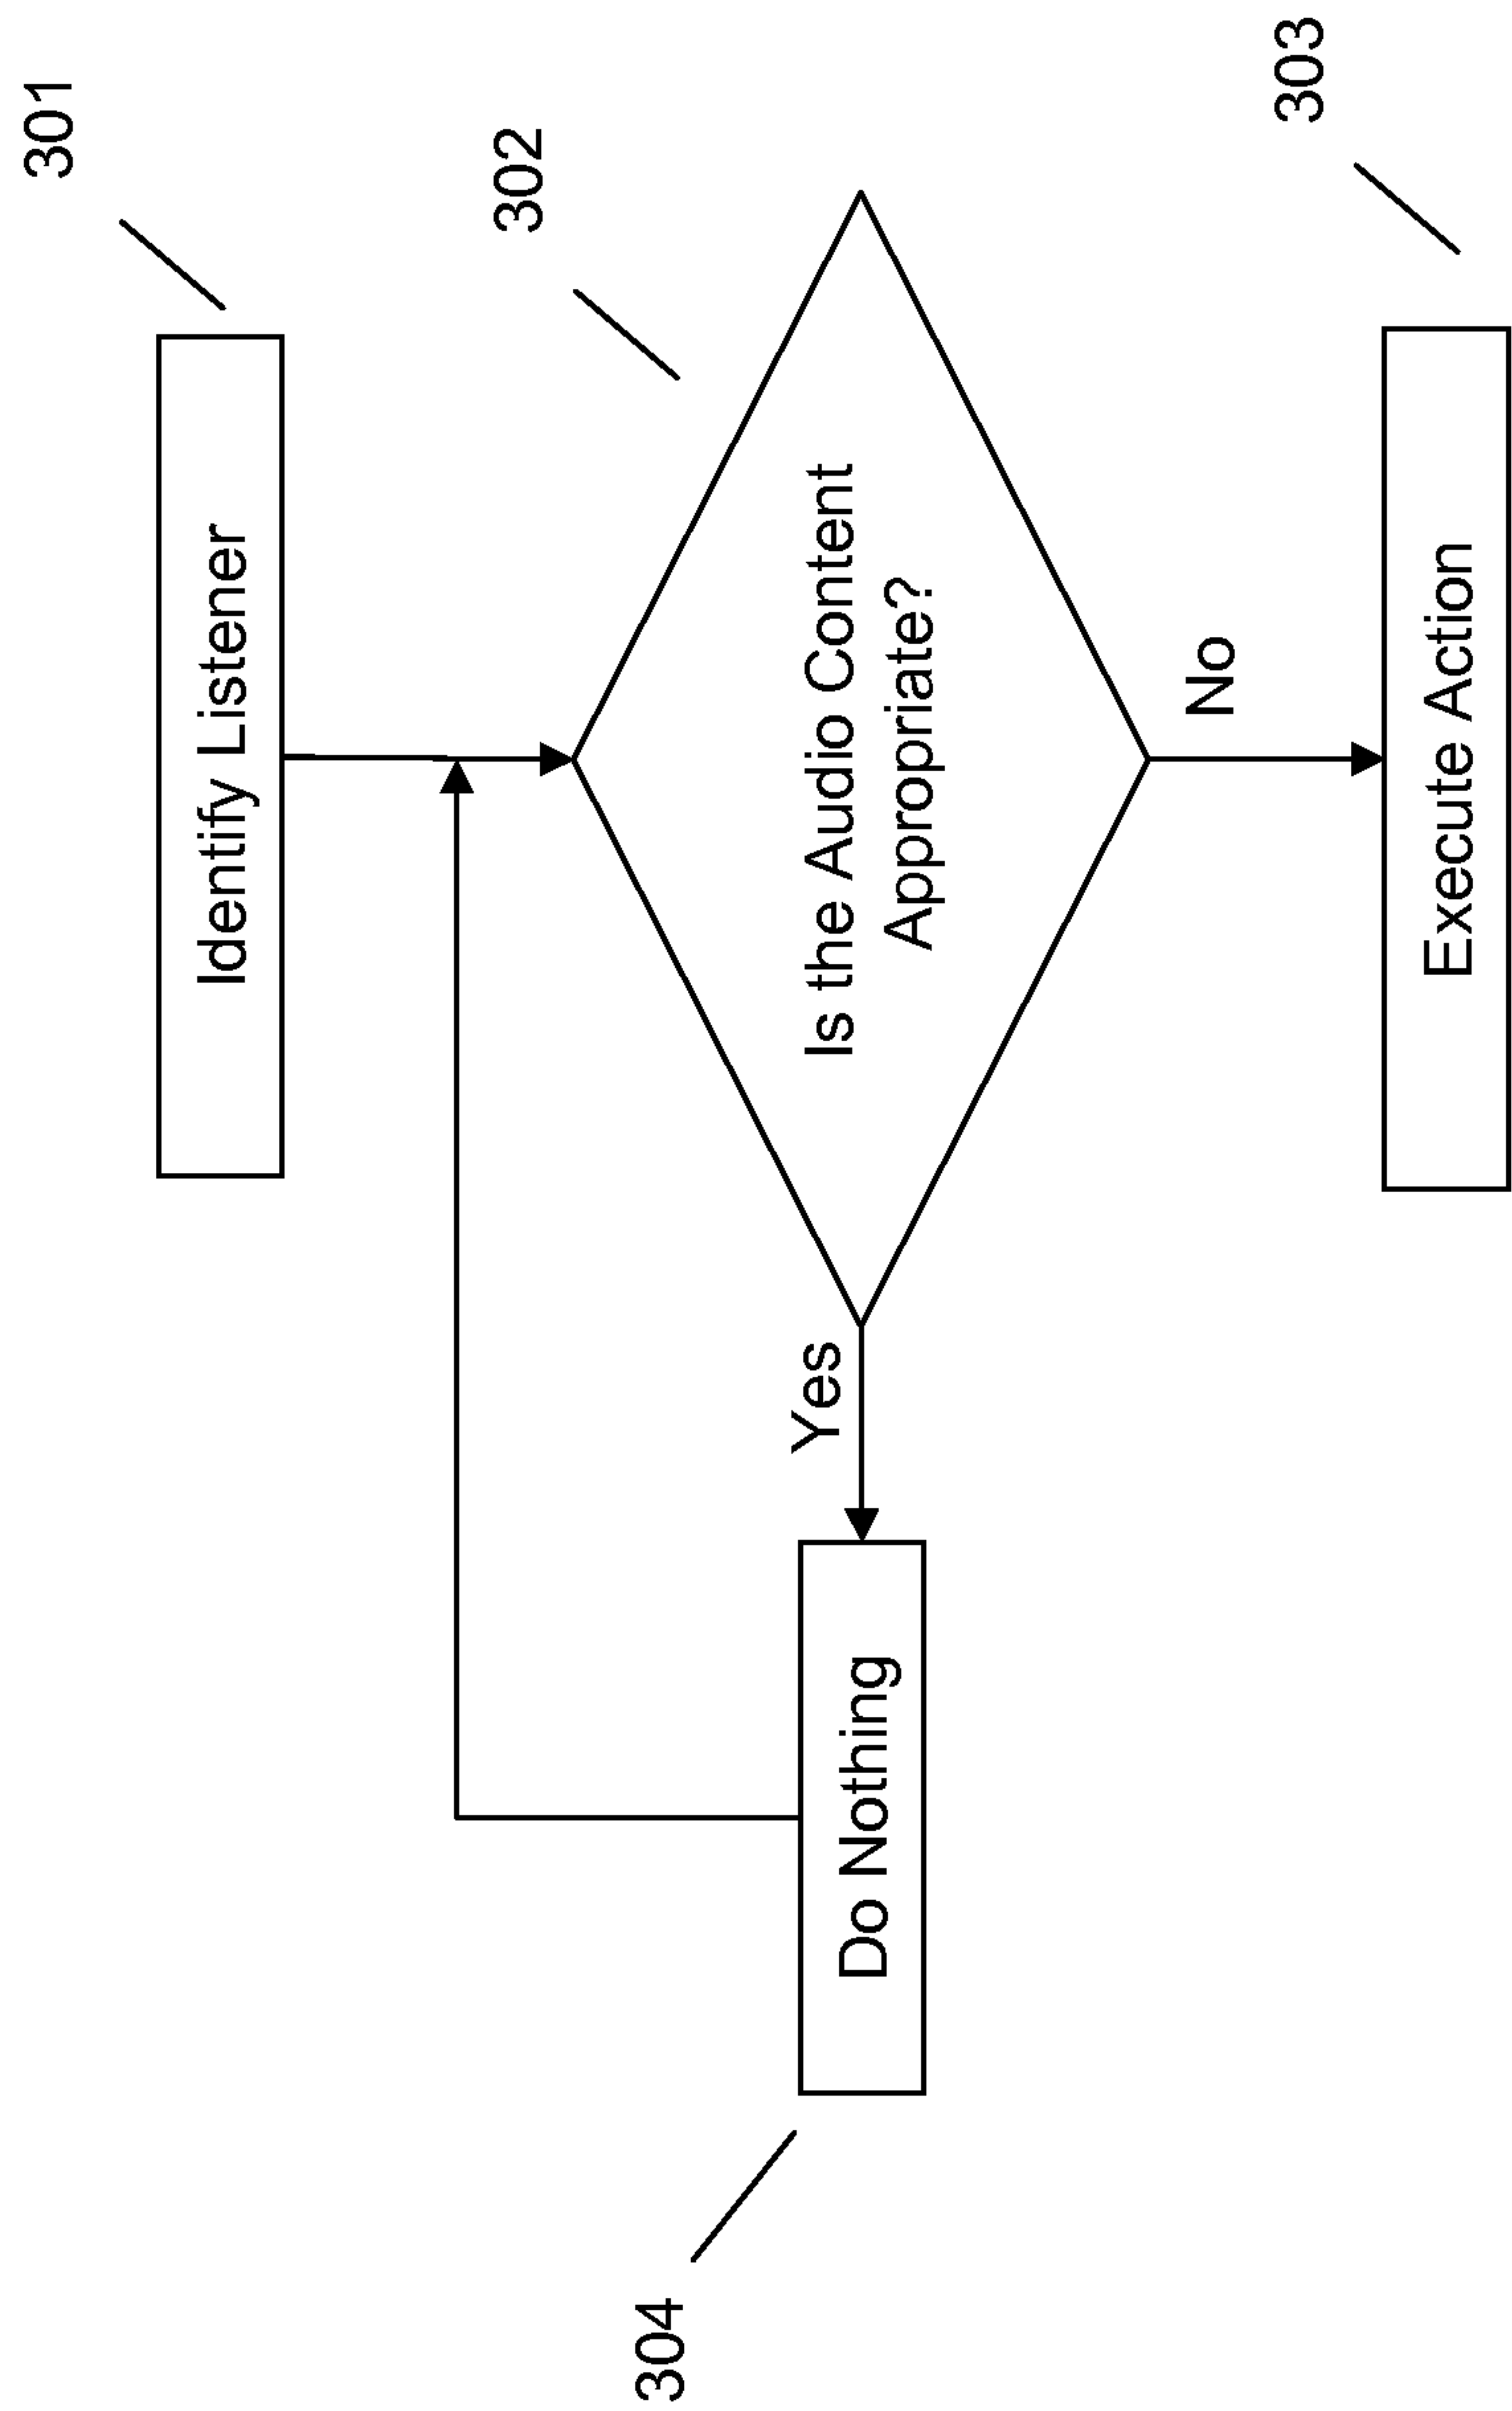 301
Identify Listener
302
Is the Audio Content
Appropriate?
Yes
No
304
Do Nothing
303
Execute Action